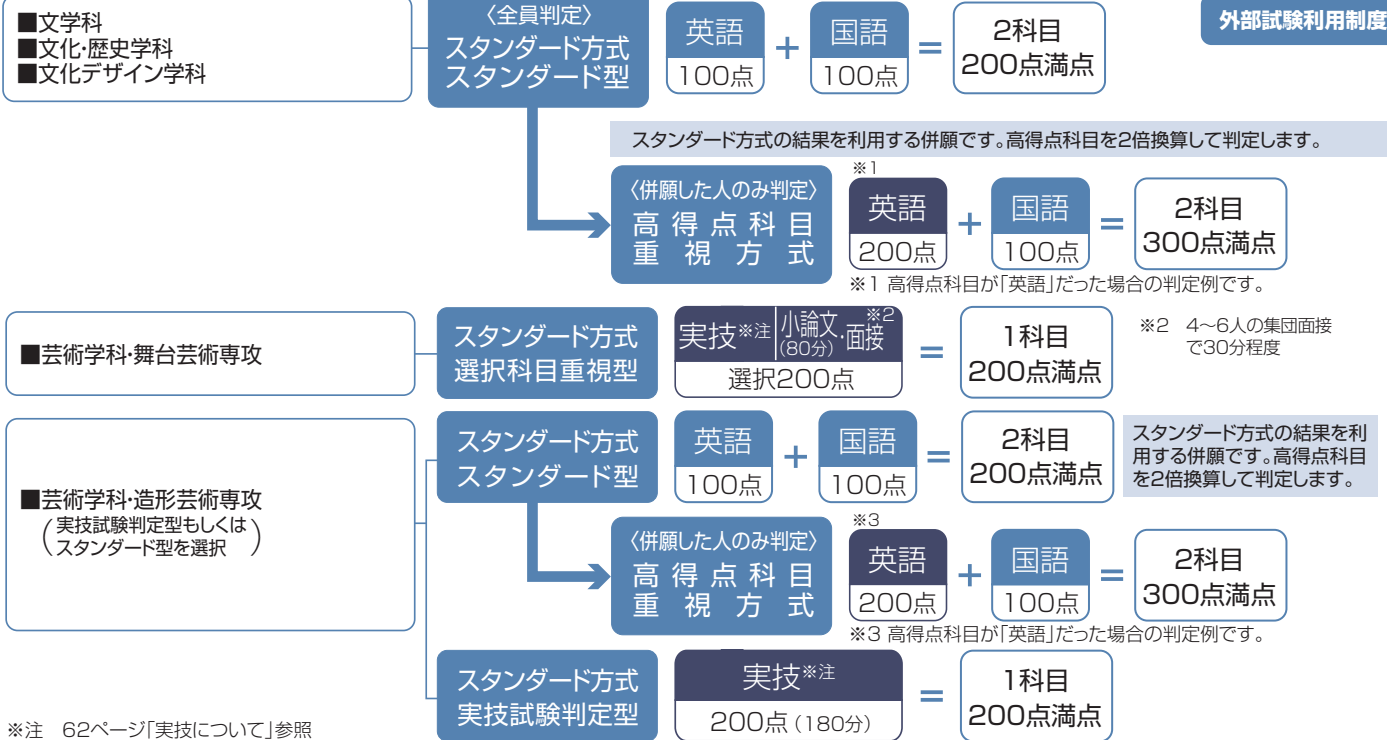 外部試験利用制度
■文学科
■文化・歴史学科
■文化デザイン学科
〈全員判定〉
スタンダード方式
スタンダード型
英語
100点
+
国語
100点
=
2科目
200点満点
スタンダード方式の結果を利用する併願です。高得点科目を2倍換算して判定します。
〈併願した人のみ判定〉
高得点科目
重視方式
※1
英語
200点
+
国語
100点
=
2科目
300点満点
※1 高得点科目が「英語」だった場合の判定例です。
■芸術学科・舞台芸術専攻
スタンダード方式
選択科目重視型
実技※注
小論文
(80分)
・面接※2
選択200点
=
1科目
200点満点
※2 4〜6人の集団面接
で30分程度
■芸術学科・造形芸術専攻
(実技試験判定型もしくは
スタンダード型を選択)
スタンダード方式
スタンダード型
英語
100点
+
国語
100点
=
2科目
200点満点
スタンダード方式の結果を利
用する併願です。高得点科目
を2倍換算して判定します。
〈併願した人のみ判定〉
高得点科目
重視方式
※3
英語
200点
+
国語
100点
=
2科目
300点満点
※3 高得点科目が「英語」だった場合の判定例です。
スタンダード方式
実技試験判定型
実技※注
200点(180分)
=
1科目
200点満点
※注 62ページ「実技について」参照